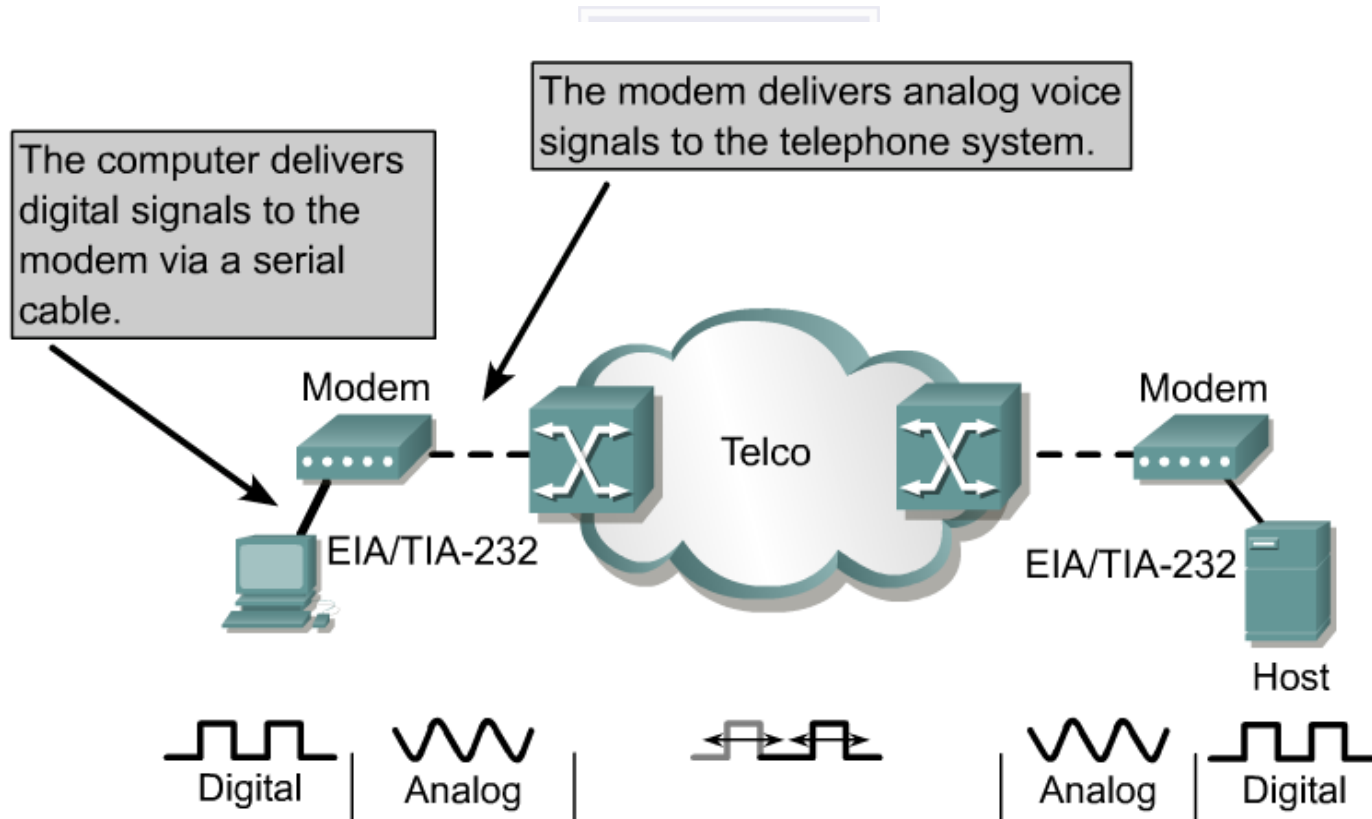 The modem delivers analog voice
signals to the telephone system.
The computer delivers
digital signals to the
modem via a serial
cable.
Modem
Modem
Telco
EIA/TIA-232
EIA/TIA-232
Host
Digital
Analog
Analog
Digital